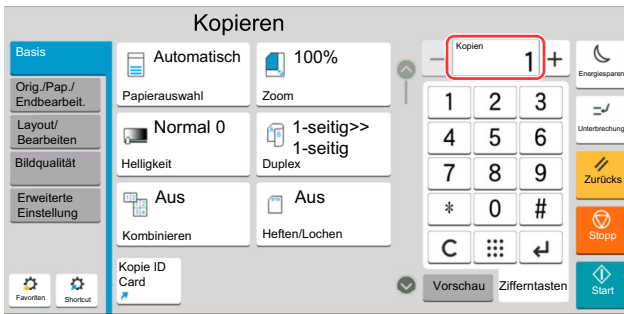 Kopieren
Basis
Orig./Pap./
Endbearbeit.
Layout/
Bearbeiten
Bildqualität
Erweiterte
Einstellung
Favoriten
Shortcut
Automatisch
Papierauswahl
100%
Zoom
Normal 0
Helligkeit
1-seitig>>
1-seitig
Duplex
Aus
Kombinieren
Aus
Heften/Lochen
Kopie ID
Card
Kopien
− 1 +
1 2 3
4 5 6
7 8 9
* 0 #
C
Vorschau
Zifferntasten
Energiesparen
Unterbrechung
Zurücks
Stopp
Start